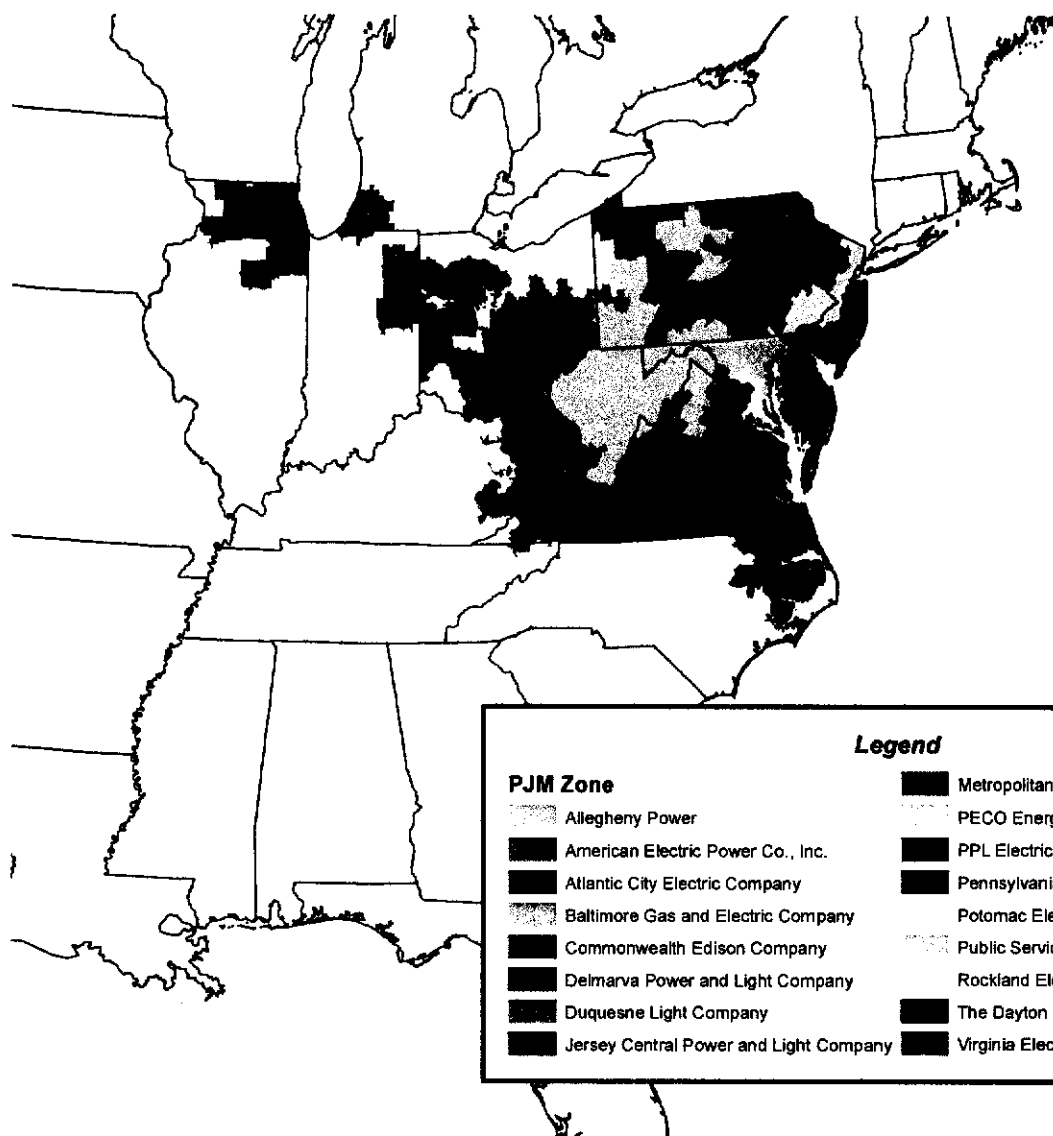 Legend
PJM Zone
Allegheny Power
American Electric Power Co., Inc.
Atlantic City Electric Company
Baltimore Gas and Electric Company
Commonwealth Edison Company
Delmarva Power and Light Company
Duquesne Light Company
Jersey Central Power and Light Company
Metropolitan
PECO Energ
PPL Electric
Pennsylvani
Potomac Ele
Public Servic
Rockland Ele
The Dayton
Virginia Elec